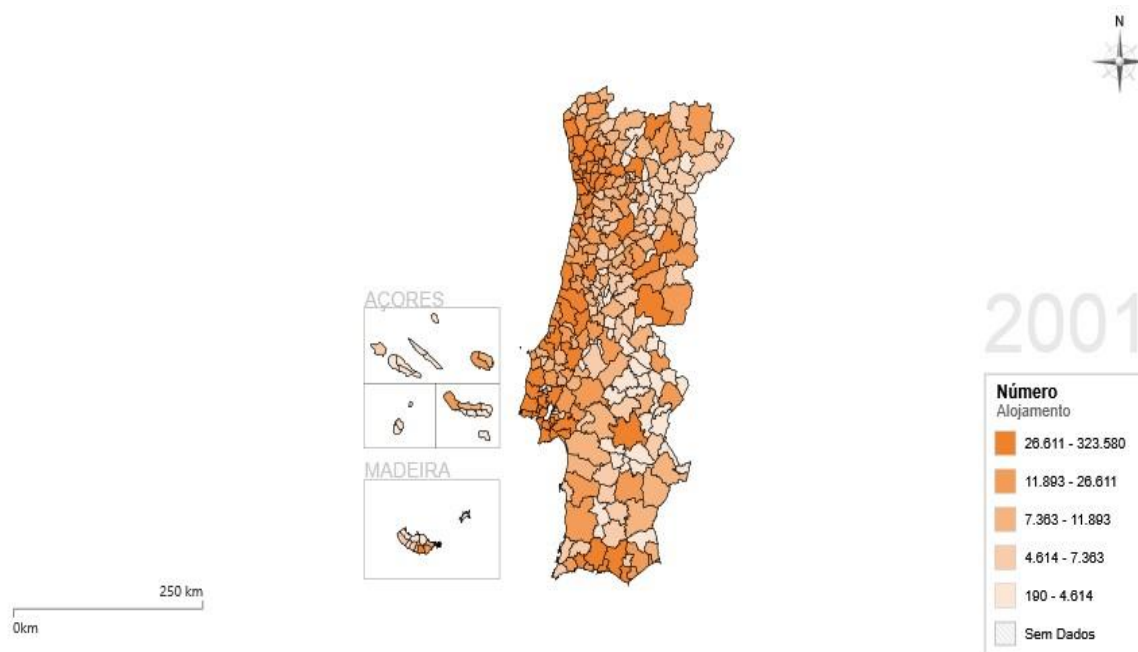 N
AÇORES
MADEIRA
250 km
0km
2001
Número
Alojamento
26.611 - 323.580
11.893 - 26.611
7.363 - 11.893
4.614 - 7.363
190 - 4.614
Sem Dados